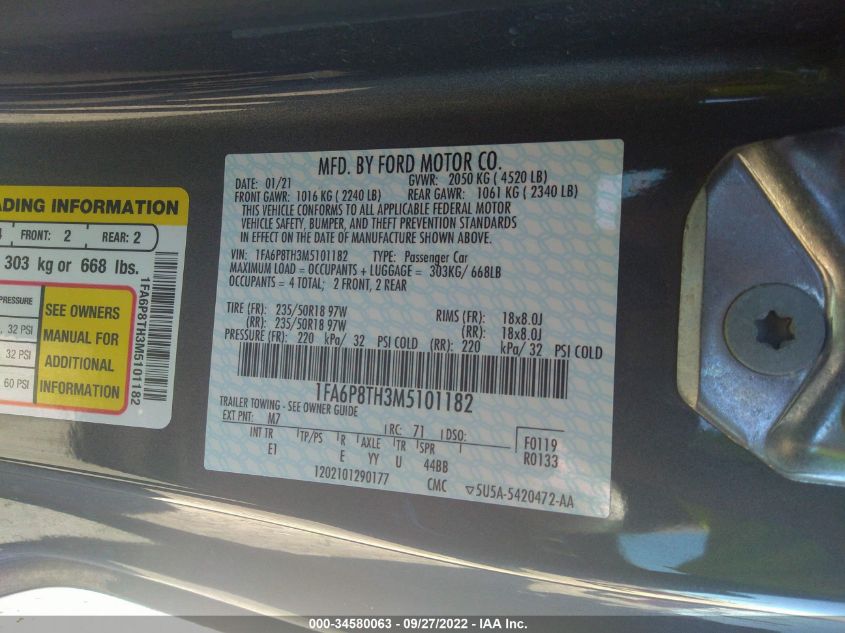 ADING INFORMATION
FRONT: 2 REAR: 2
303 kg or 668 lbs.
PRESSURE
32 PSI
32 PSI
60 PSI
SEE OWNERS
MANUAL FOR
ADDITIONAL
INFORMATION
1FA6P8TH3M5101182
MFD. BY FORD MOTOR CO.
DATE: 01/21 GVWR: 2050 KG ( 4520 LB)
FRONT GAWR: 1016 KG ( 2240 LB) REAR GAWR: 1061 KG ( 2340 LB)
THIS VEHICLE CONFORMS TO ALL APPLICABLE FEDERAL MOTOR
VEHICLE SAFETY, BUMPER, AND THEFT PREVENTION STANDARDS
IN EFFECT ON THE DATE OF MANUFACTURE SHOWN ABOVE.
VIN: 1FA6P8TH3M5101182 TYPE: Passenger Car
MAXIMUM LOAD = OCCUPANTS + LUGGAGE = 303KG/ 668LB
OCCUPANTS = 4 TOTAL; 2 FRONT, 2 REAR
TIRE (FR): 235/50R18 97W RIMS (FR): 18x8.0J
(RR): 235/50R18 97W (RR): 18x8.0J
PRESSURE (FR): 220 kPa/ 32 PSI COLD (RR): 220 kPa/ 32 PSI COLD
1FA6P8TH3M5101182
TRAILER TOWING - SEE OWNER GUIDE
EXT PNT: M7 RC: 71 DSO: F0119
INT TR TP/PS R AXLE TR SPR R0133
E1 E YY U 44BB
1202101290177 CMC ▽5U5A-5420472-AA
000-34580063 - 09/27/2022 - IAA Inc.